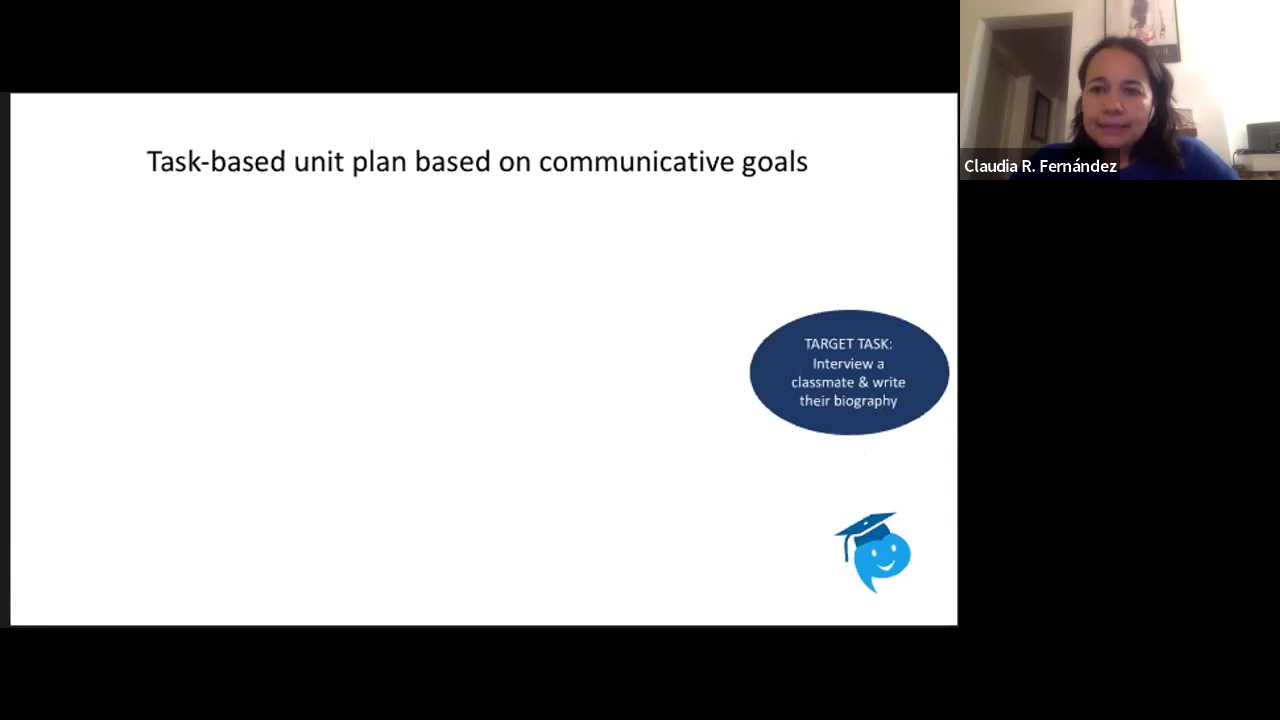 Task-based unit plan based on communicative goals
Claudia R. Fernández
TARGET TASK:
Interview a
classmate & write
their biography